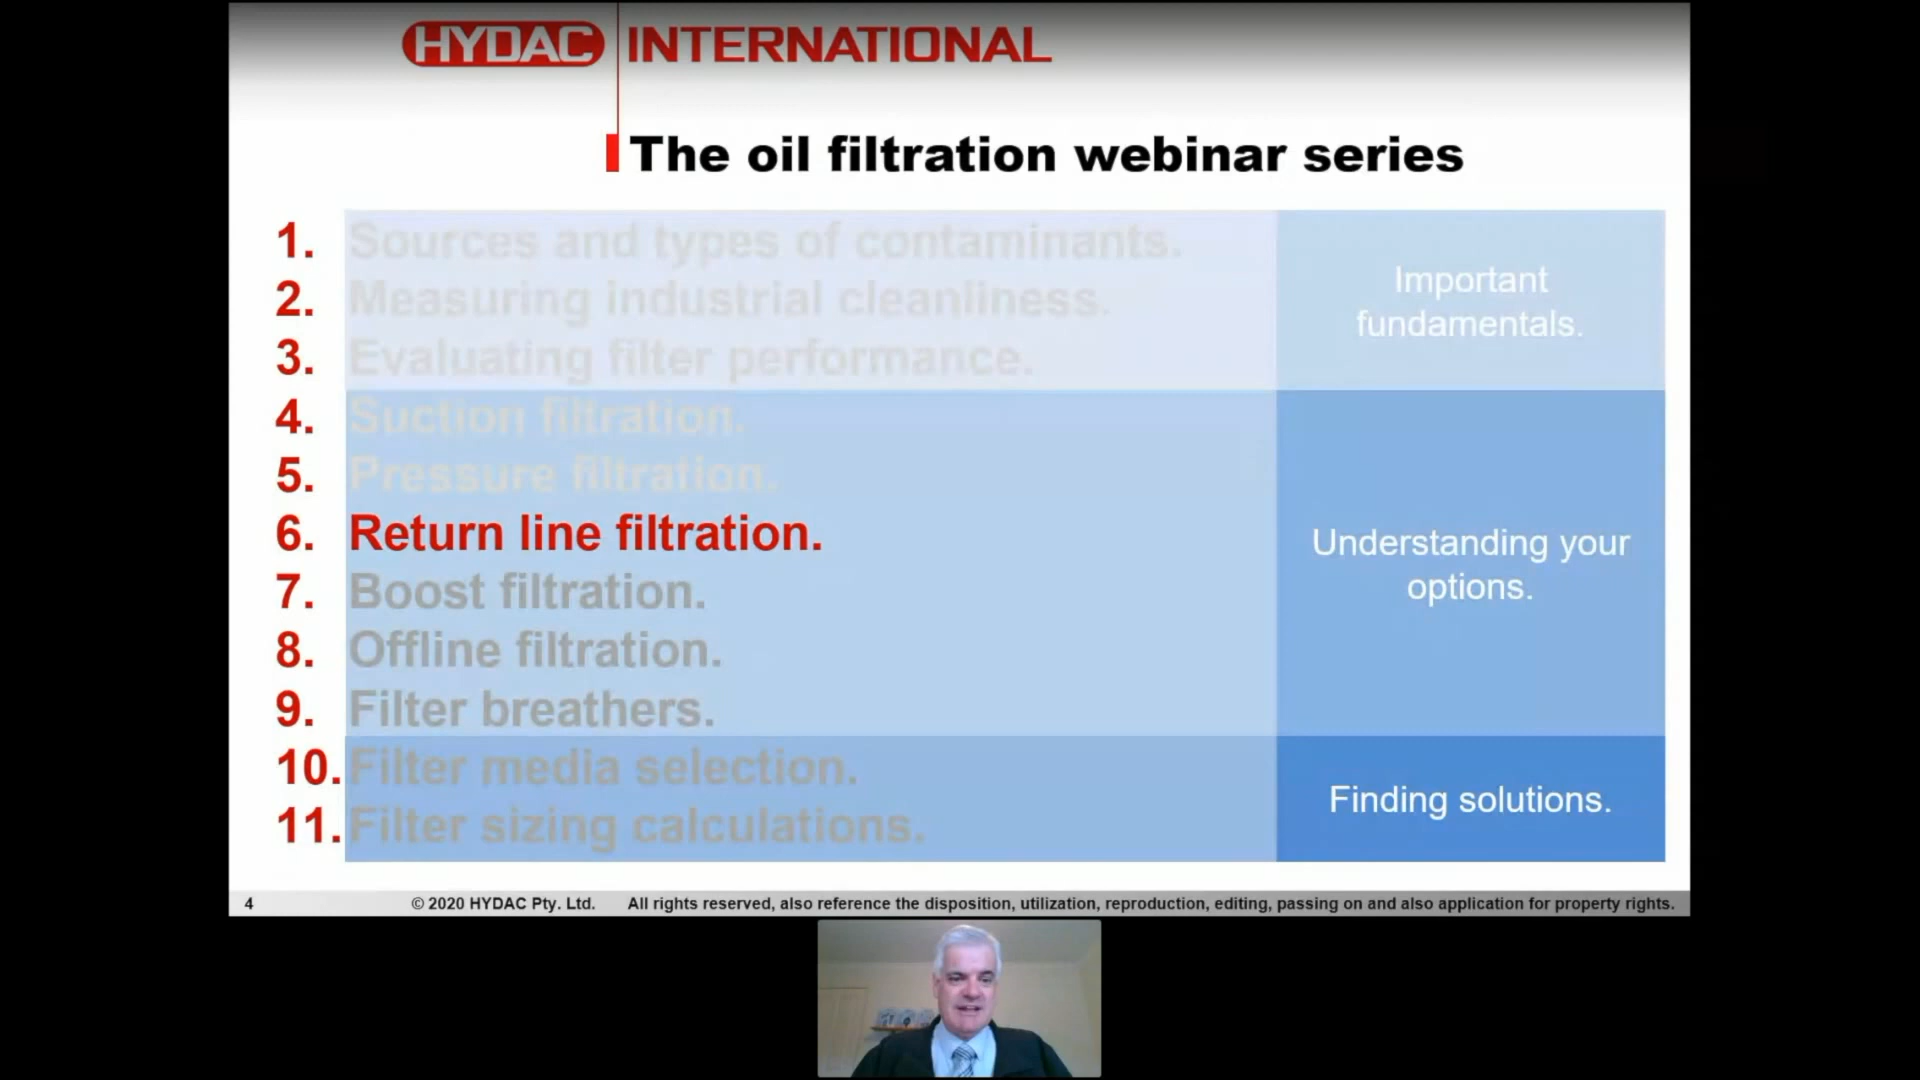 HYDAC INTERNATIONAL
The oil filtration webinar series
1. Sources and types of contaminants.
2. Measuring industrial cleanliness.
3. Evaluating filter performance.
Important
fundamentals.
4. Suction filtration.
5. Pressure filtration.
6. Return line filtration.
7. Boost filtration.
8. Offline filtration.
9. Filter breathers.
Understanding your
options.
10. Filter media selection.
11. Filter sizing calculations.
Finding solutions.
4 © 2020 HYDAC Pty. Ltd. All rights reserved, also reference the disposition, utilization, reproduction, editing, passing on and also application for property rights.